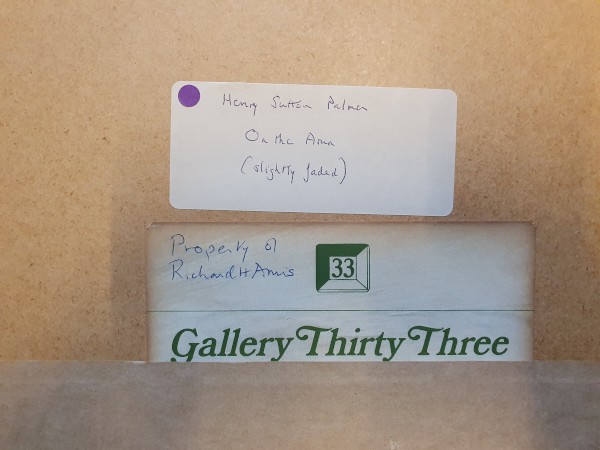 Henry Sutton Palmer
On the Arun
(slightly faded)
Property of
Richard H Annis
33
Gallery Thirty Three